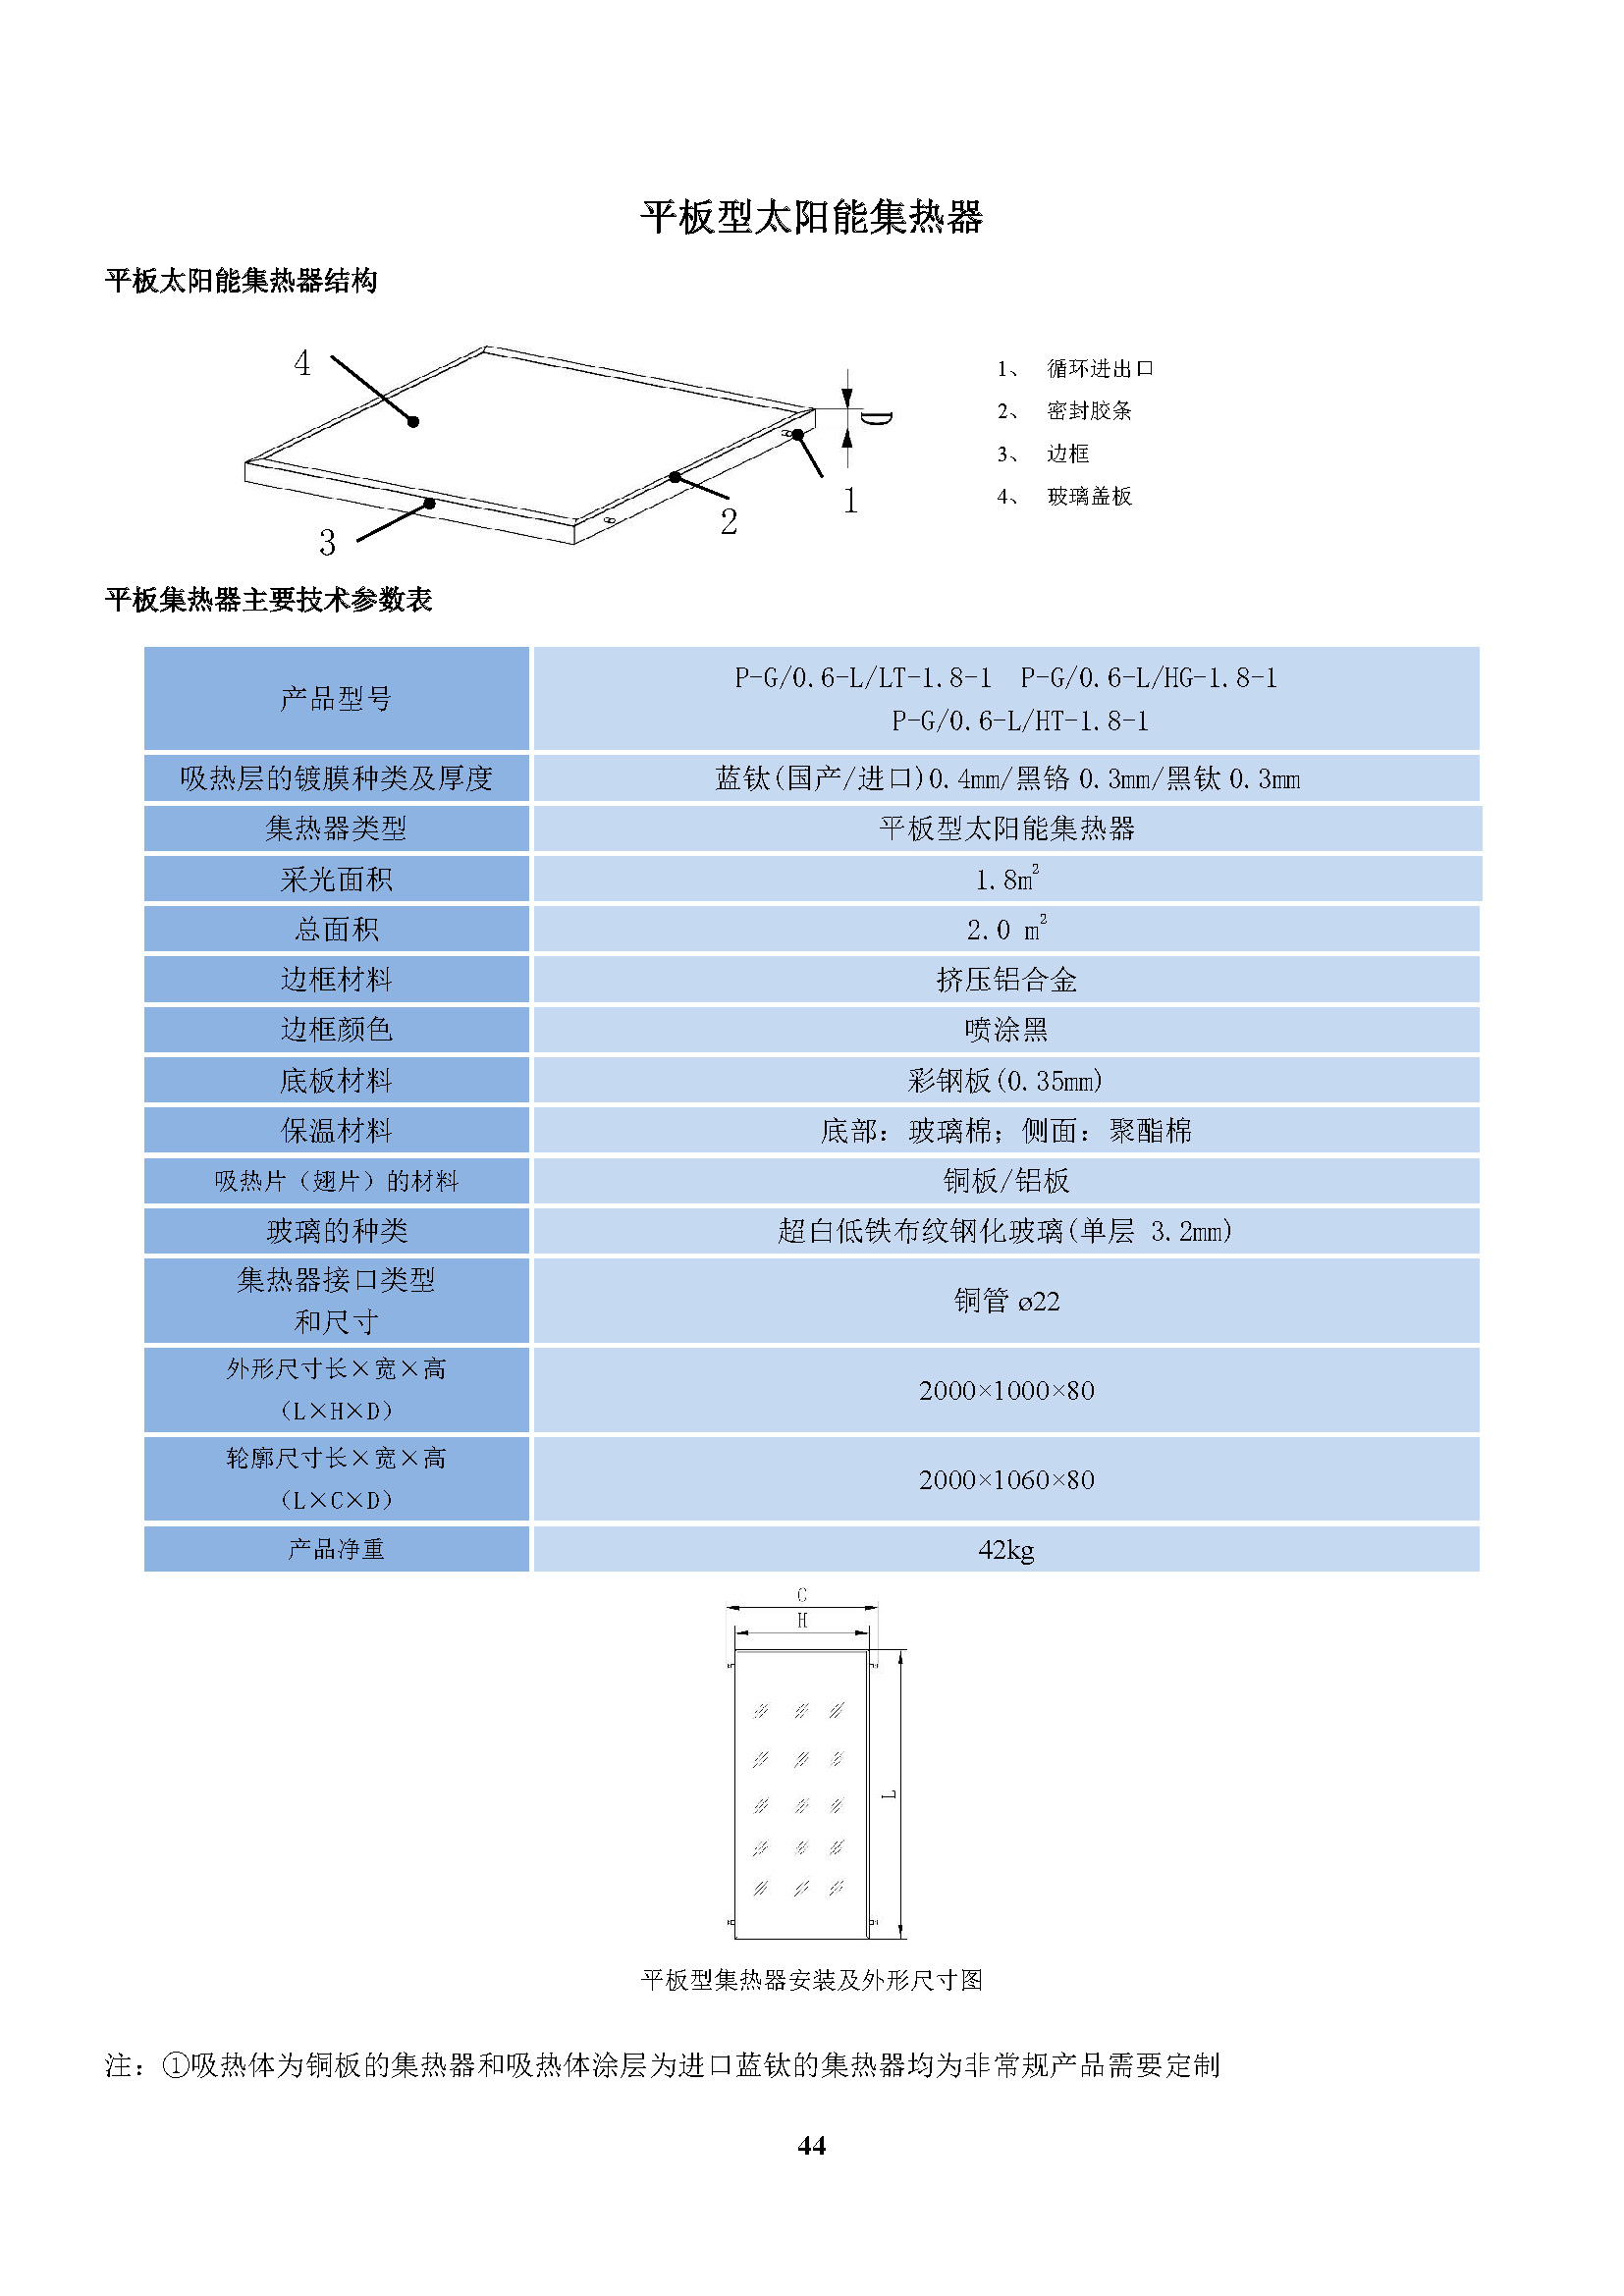 平板型太阳能集热器
平板太阳能集热器结构
4
1
2
3
D
1、 循环进出口
2、 密封胶条
3、 边框
4、 玻璃盖板
平板集热器主要技术参数表
产品型号
P-G/0.6-L/LT-1.8-1 P-G/0.6-L/HG-1.8-1
P-G/0.6-L/HT-1.8-1
吸热层的镀膜种类及厚度 蓝钛(国产/进口)0.4mm/黑铬 0.3mm/黑钛 0.3mm
集热器类型 平板型太阳能集热器
采光面积 1.8m²
总面积 2.0 m²
边框材料 挤压铝合金
边框颜色 喷涂黑
底板材料 彩钢板(0.35mm)
保温材料 底部：玻璃棉；侧面：聚酯棉
吸热片（翅片）的材料 铜板/铝板
玻璃的种类 超白低铁布纹钢化玻璃(单层 3.2mm)
集热器接口类型
和尺寸
铜管 ø22
外形尺寸长×宽×高
（L×H×D）
2000×1000×80
轮廓尺寸长×宽×高
（L×C×D）
2000×1060×80
产品净重 42kg
C
H
L
平板型集热器安装及外形尺寸图
注：①吸热体为铜板的集热器和吸热体涂层为进口蓝钛的集热器均为非常规产品需要定制
44